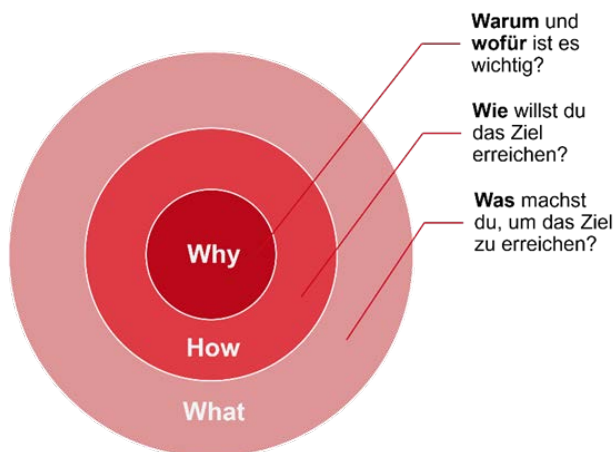 Warum und
wofür ist es
wichtig?
Wie willst du
das Ziel
erreichen?
Was machst
du, um das Ziel
zu erreichen?
Why
How
What